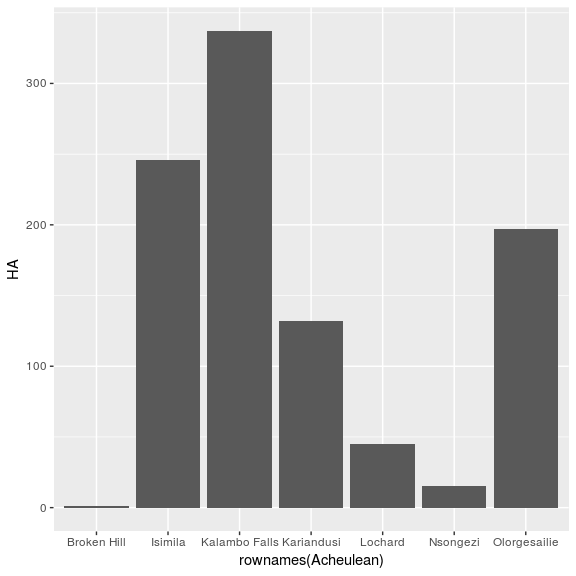 300
200
100
0
HA
Broken Hill Isimila Kalambo Falls Kariandusi Lochard Nsongezi Olorgesailie
rownames(Acheulean)